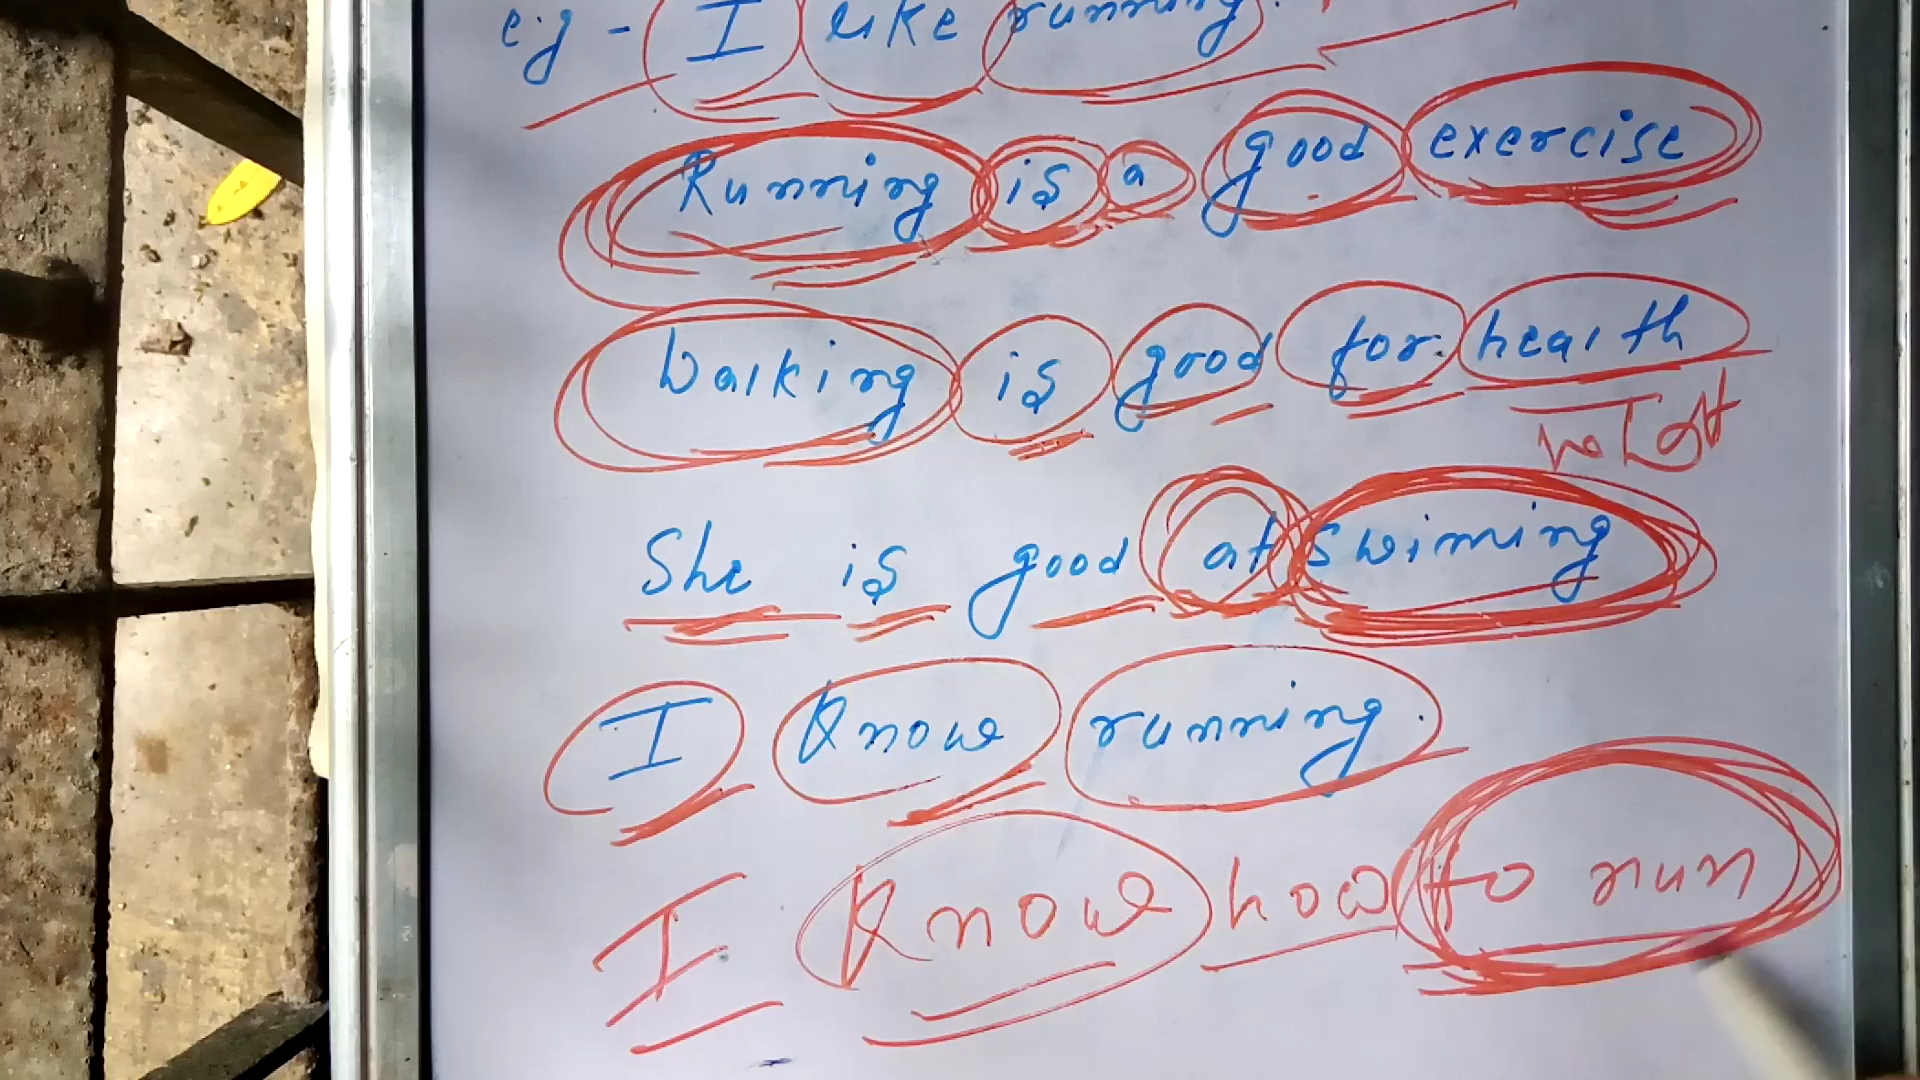 e.g - I like running.
Running is a good exercise
Walking is good for health
She is good at swiming
I know running.
I know how to run